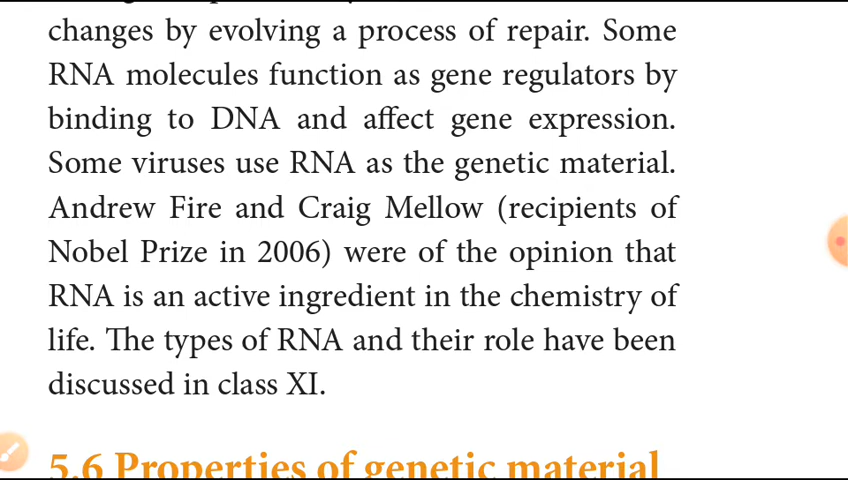 changes by evolving a process of repair. Some
RNA molecules function as gene regulators by
binding to DNA and affect gene expression.
Some viruses use RNA as the genetic material.
Andrew Fire and Craig Mellow (recipients of
Nobel Prize in 2006) were of the opinion that
RNA is an active ingredient in the chemistry of
life. The types of RNA and their role have been
discussed in class XI.
5.6 Properties of genetic material